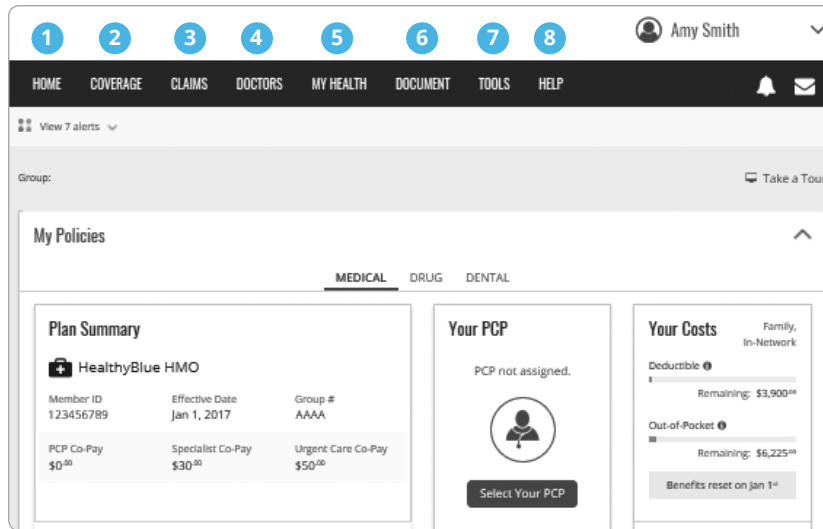 Amy Smith
1 2 3 4 5 6 7 8
HOME COVERAGE CLAIMS DOCTORS MY HEALTH DOCUMENT TOOLS HELP
View 7 alerts
Group:
Take a Tour
My Policies
MEDICAL DRUG DENTAL
Plan Summary
HealthyBlue HMO
Member ID Effective Date Group #
123456789 Jan 1, 2017 AAAA
PCP Co-Pay Specialist Co-Pay Urgent Care Co-Pay
$0.00 $30.00 $50.00
Your PCP
PCP not assigned.
Select Your PCP
Your Costs
Family,
In-Network
Deductible
Remaining: $3,900.00
Out-of-Pocket
Remaining: $6,225.00
Benefits reset on Jan 1st